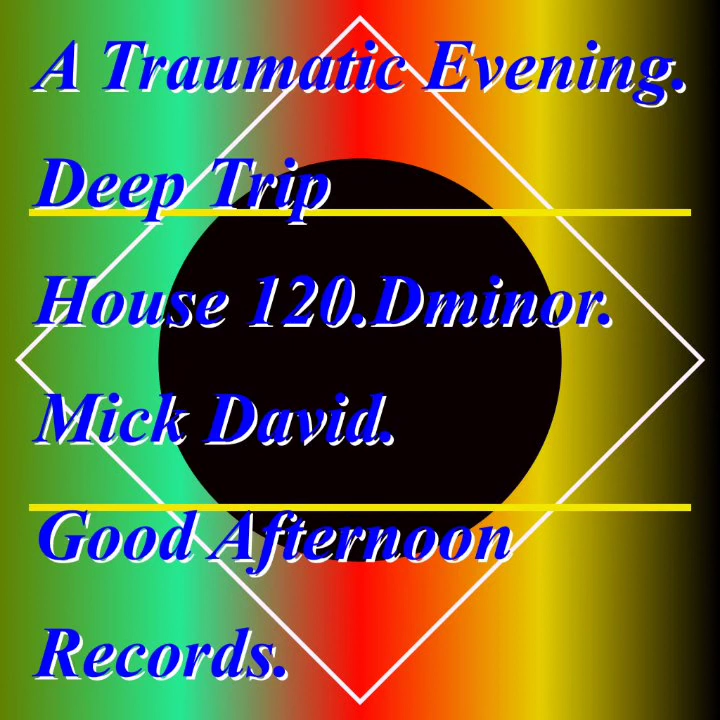 A Traumatic Evening.
Deep Trip
House 120.Dminor.
Mick David.
Good Afternoon
Records.